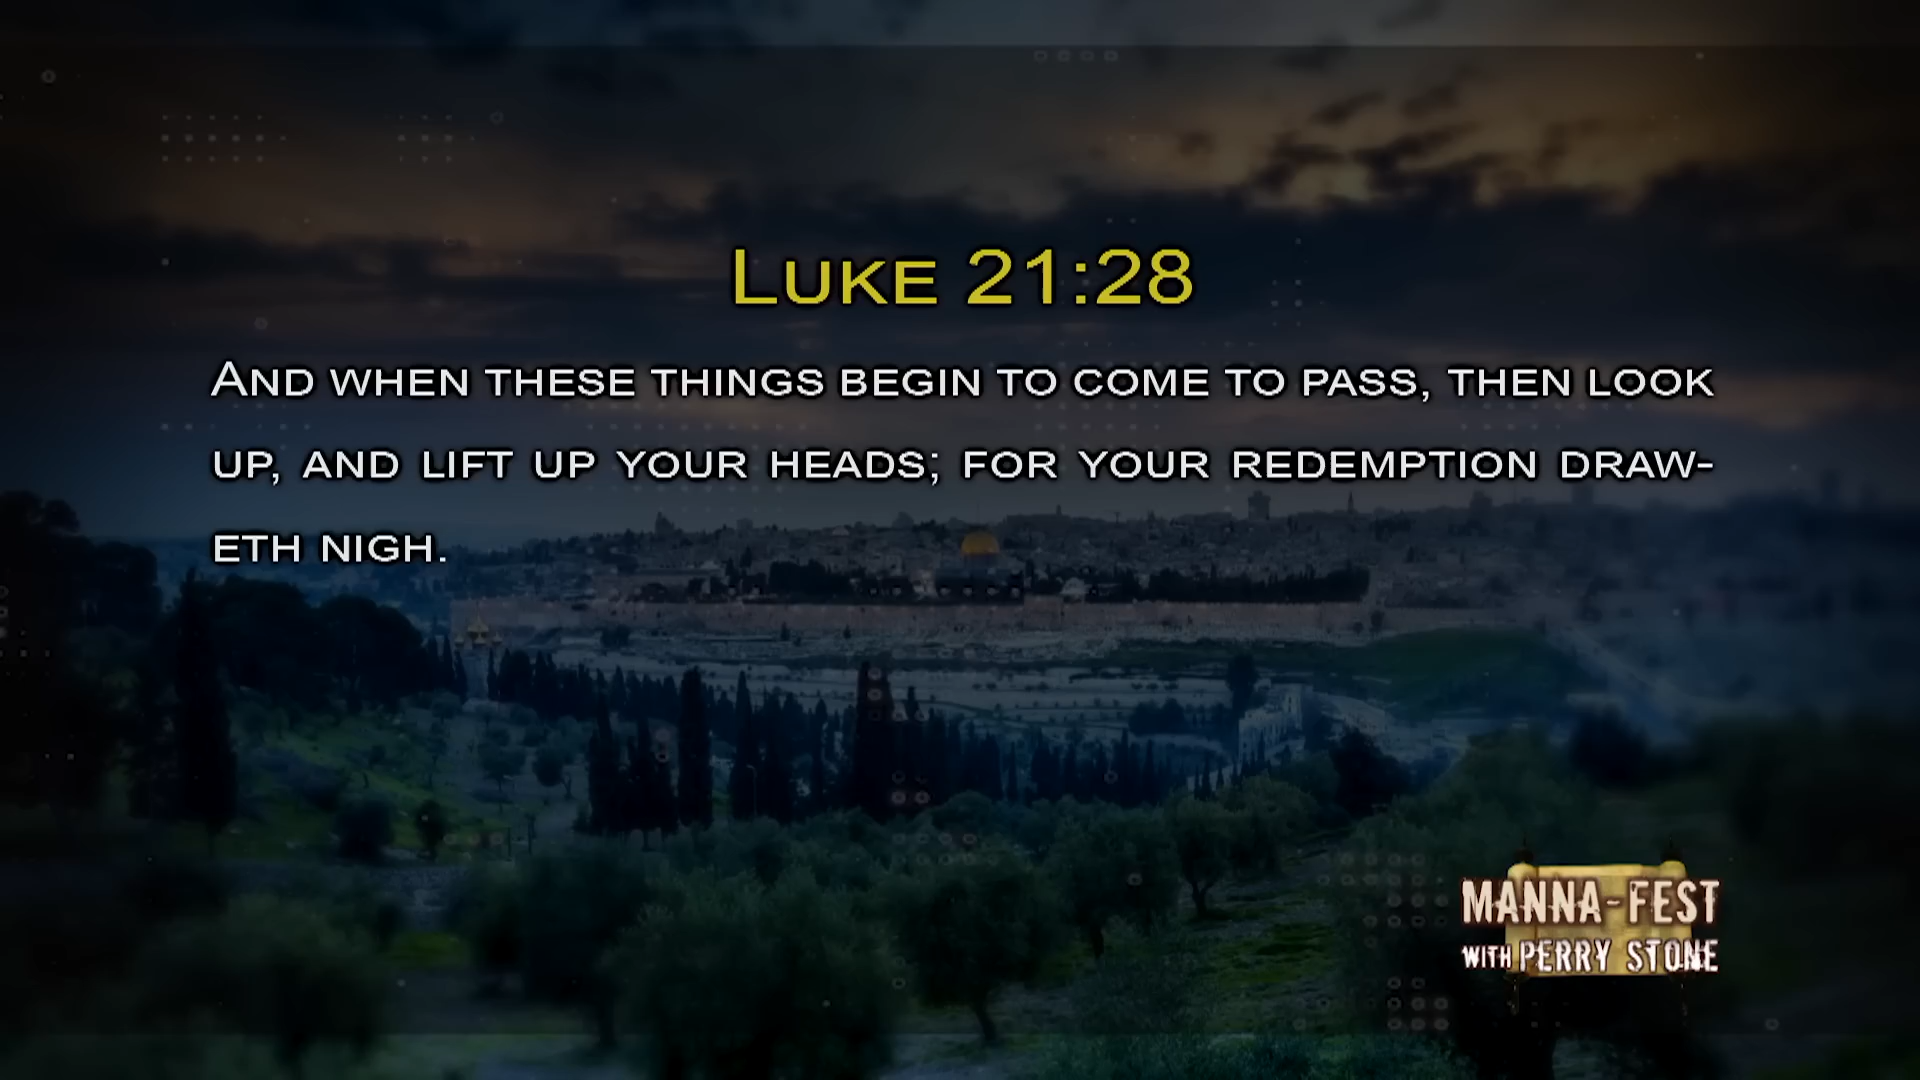 Luke 21:28
And when these things begin to come to pass, then look
up, and lift up your heads; for your redemption draw-
eth nigh.
MANNA-FEST
WITH PERRY STONE